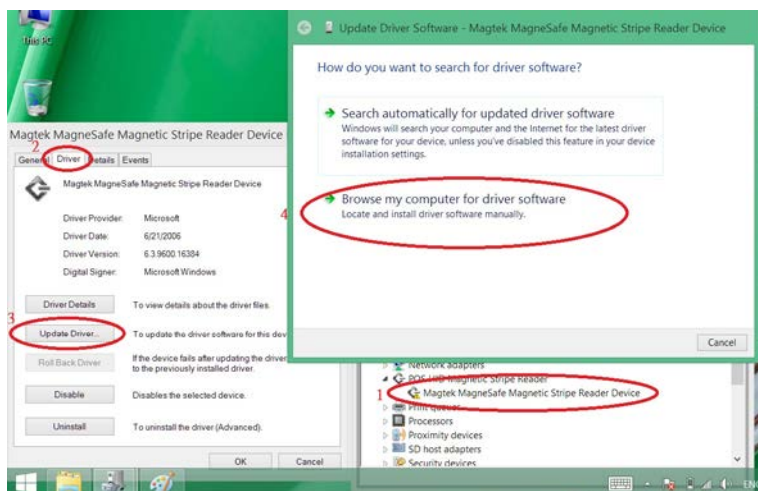 This PC
Magtek MagneSafe Magnetic Stripe Reader Device
2
General Driver Details Events
Magtek MagneSafe Magnetic Stripe Reader Device
Driver Provider: Microsoft
Driver Date: 6/21/2006
Driver Version: 6.3.9600.16384
Digital Signer: Microsoft Windows
Driver Details To view details about the driver files.
3
Update Driver... To update the driver software for this dev
Roll Back Driver If the device fails after updating the driver
to the previously installed driver.
Disable Disables the selected device.
Uninstall To uninstall the driver (Advanced).
OK Cancel
Update Driver Software - Magtek MagneSafe Magnetic Stripe Reader Device
How do you want to search for driver software?
Search automatically for updated driver software
Windows will search your computer and the Internet for the latest driver
software for your device, unless you've disabled this feature in your device
installation settings.
4
Browse my computer for driver software
Locate and install driver software manually.
Cancel
Network adapters
POS HID Magnetic Stripe Reader
1
Magtek MagneSafe Magnetic Stripe Reader Device
Print queues
Processors
Proximity devices
SD host adapters
Security devices